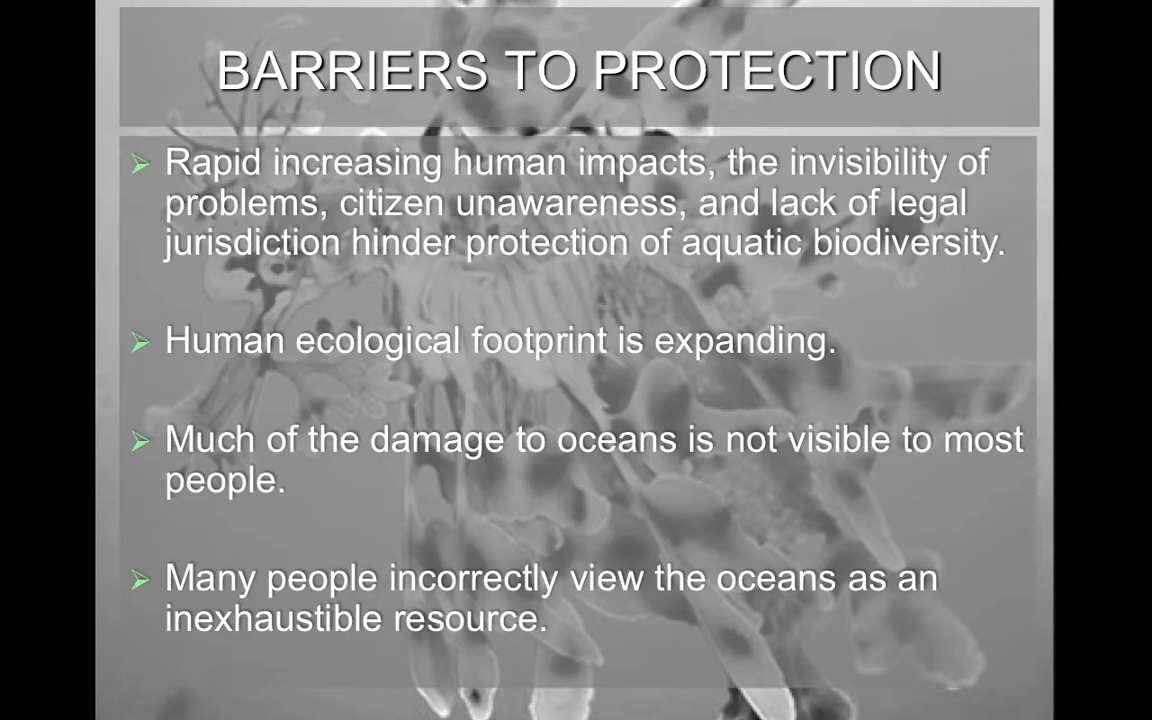 BARRIERS TO PROTECTION
Rapid increasing human impacts, the invisibility of
problems, citizen unawareness, and lack of legal
jurisdiction hinder protection of aquatic biodiversity.
Human ecological footprint is expanding.
Much of the damage to oceans is not visible to most
people.
Many people incorrectly view the oceans as an
inexhaustible resource.